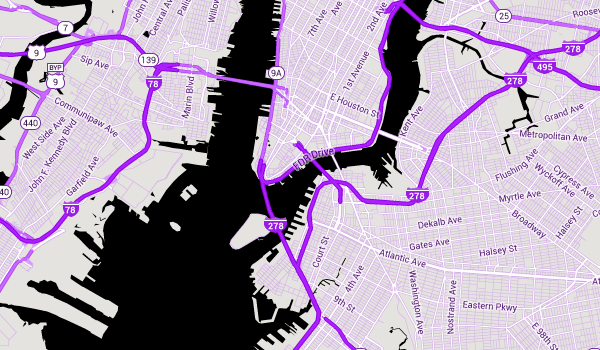 John F
Central Ave
Pali
Willow
7th Ave
Ave
2nd Ave
25
Roosev
7
9
139
9A
278
495
278
Sip Ave
BYP
9
78
Marin Blvd
1st Avenue
E Houston St
Kent Ave
Grand Ave
Metropolitan Ave
Communipaw Ave
440
West Side Ave
John F. Kennedy Blvd
Garfield Ave
FDR Drive
Flushing Ave
Wyckoff Ave
Cypress Ave
40
78
278
Myrtle Ave
Broadway
Halsey St
278
Dekalb Ave
Gates Ave
Halsey St
Court St
Atlantic Ave
4th Ave
9th St
Washington Ave
Nostrand Ave
Eastern Pkwy
At
E 98th St